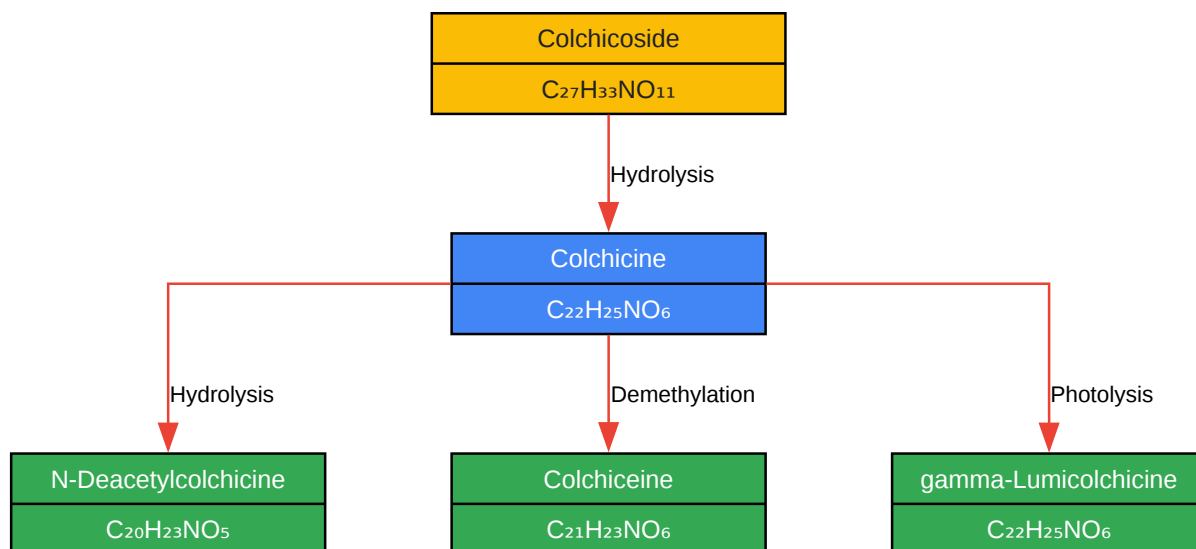 Colchicoside
C₂₇H₃₃NO₁₁
Hydrolysis
Colchicine
C₂₂H₂₅NO₆
Hydrolysis
Demethylation
Photolysis
N-Deacetylcolchicine
Colchiceine
gamma-Lumicolchicine
C₂₀H₂₃NO₅
C₂₁H₂₃NO₆
C₂₂H₂₅NO₆